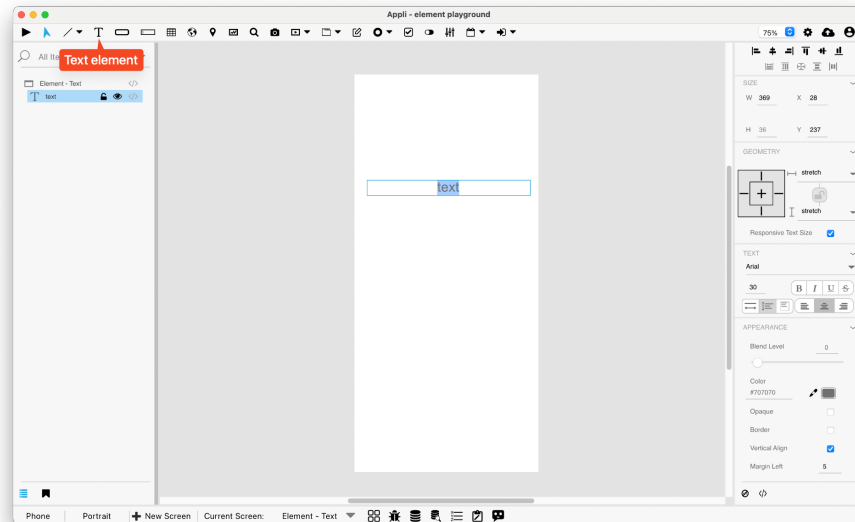 Appli - element playground
T
75%
All Ite
Text element
Element - Text
T text
text
SIZE
W 369 X 28
H 36 Y 237
GEOMETRY
stretch
stretch
Responsive Text Size
TEXT
Arial
30 B I U S
APPEARANCE
Blend Level 0
Color
#707070
Opaque
Border
Vertical Align
Margin Left 5
Phone Portrait New Screen Current Screen: Element - Text